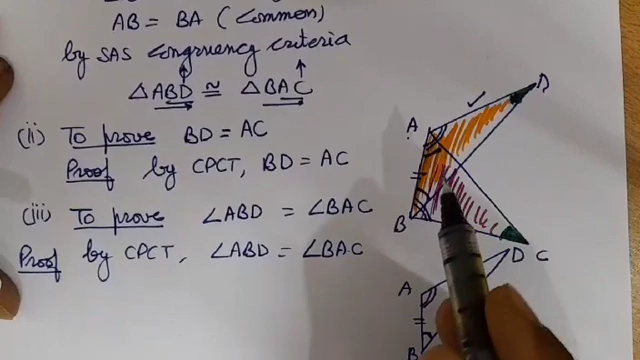 AB = BA (Common)
by SAS congruency criteria
△ABD ≅ △BAC
(ii) To prove BD = AC
Proof by CPCT, BD = AC
(iii) To prove ∠ABD = ∠BAC
Proof by CPCT, ∠ABD = ∠BAC
A
D
B
C
A
D
B